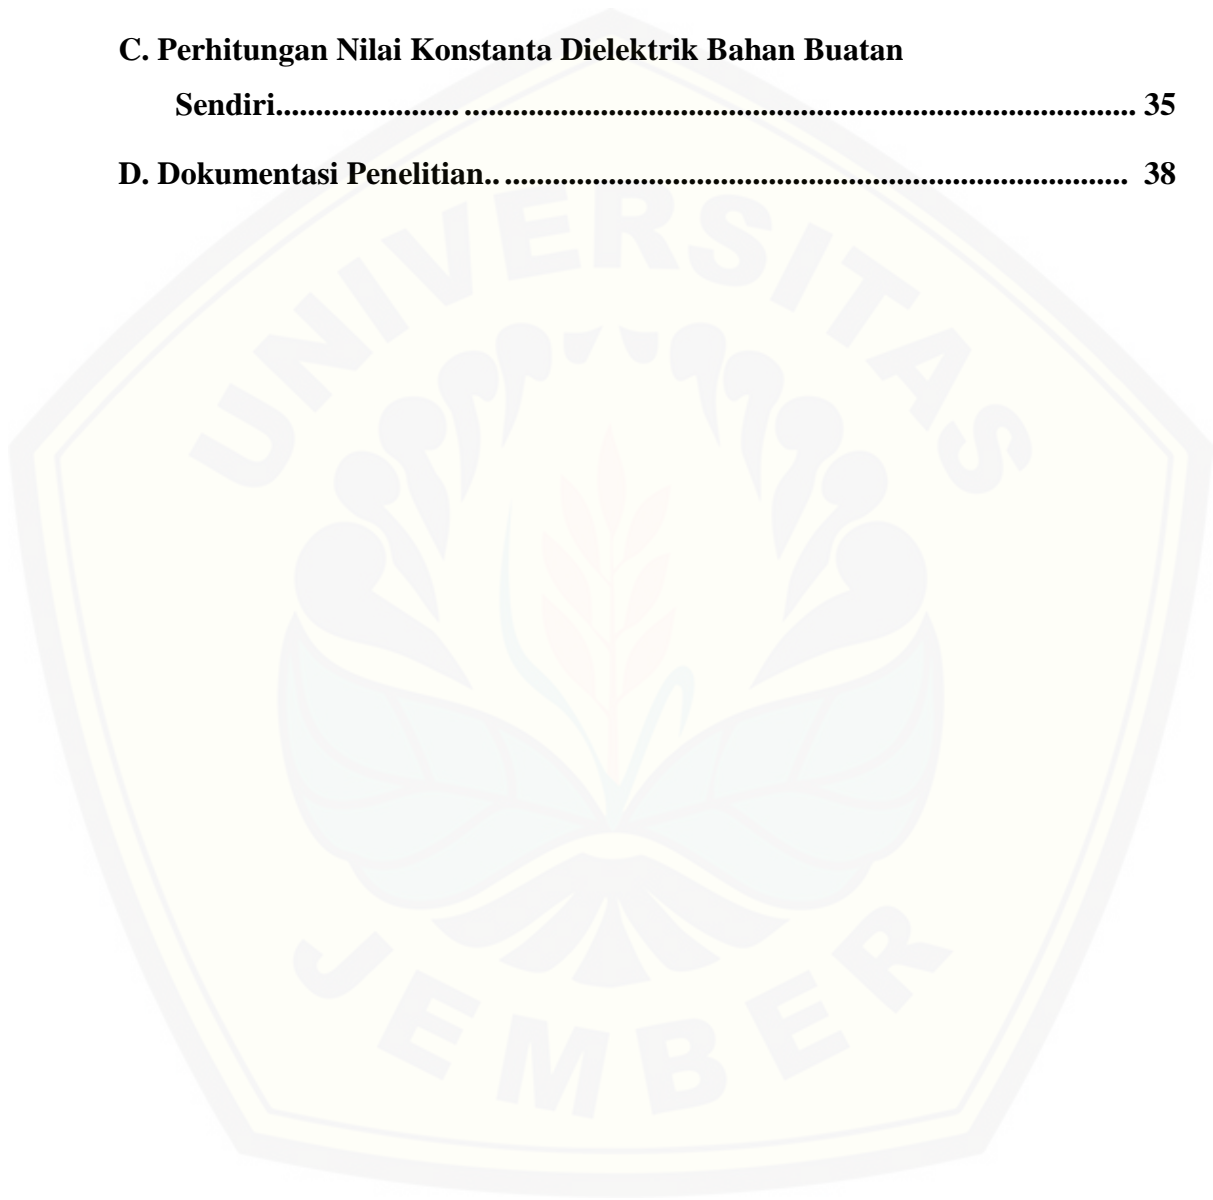 C. Perhitungan Nilai Konstanta Dielektrik Bahan Buatan
Sendiri....................... .................................................................................... 35
D. Dokumentasi Penelitian.. .............................................................................. 38
UNIVERSITAS
JEMBER